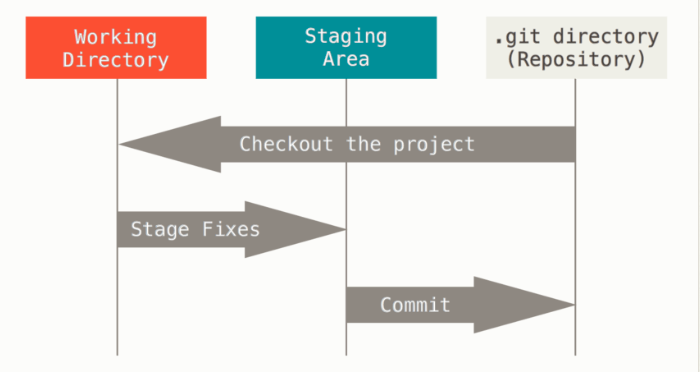 Working
Directory
Staging
Area
.git directory
(Repository)
Checkout the project
Stage Fixes
Commit